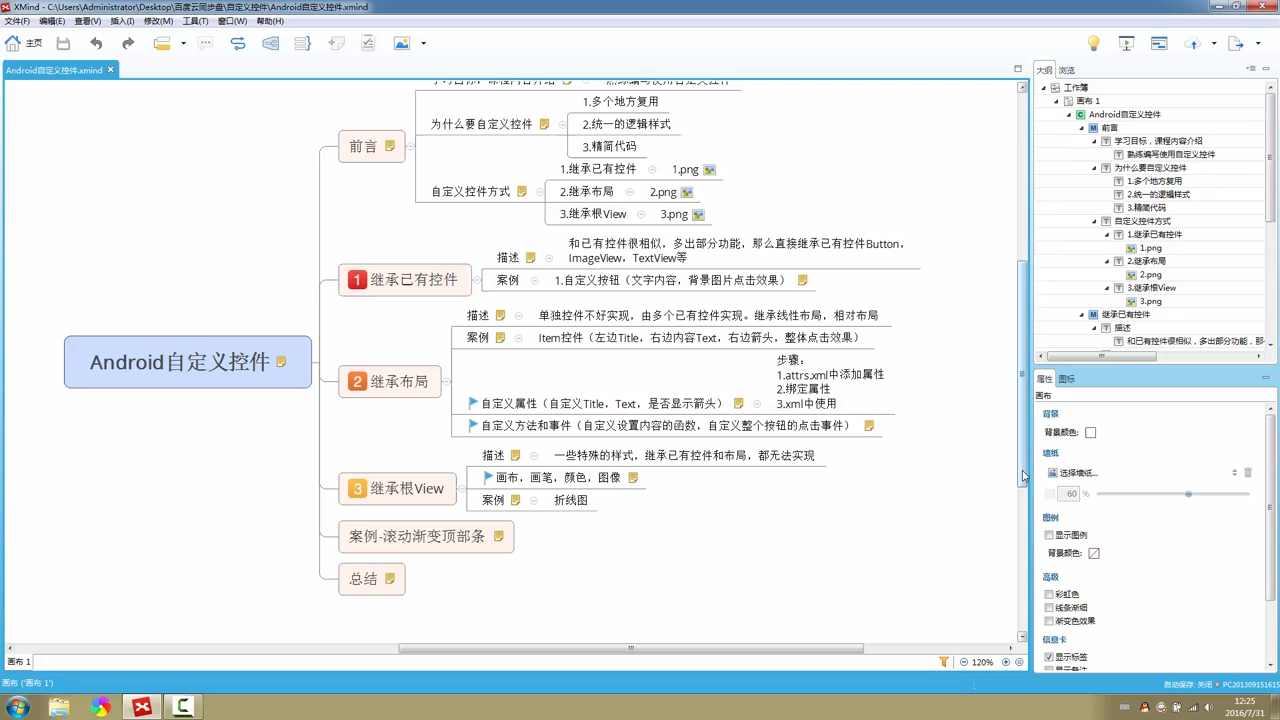 XMind - C:\Users\Administrator\Desktop\百度云同步盘\自定义控件\Android自定义控件.xmind
文件(F) 编辑(E) 查看(V) 插入(I) 修改(M) 工具(T) 窗口(W) 帮助(H)
主页
Android自定义控件.xmind
为什么要自定义控件
1.多个地方复用
2.统一的逻辑样式
3.精简代码
前言
自定义控件方式
1.继承已有控件 1.png
2.继承布局 2.png
3.继承根View 3.png
1 继承已有控件
描述
和已有控件很相似，多出部分功能，那么直接继承已有控件Button，
ImageView，TextView等
案例 1.自定义按钮（文字内容，背景图片点击效果）
Android自定义控件
2 继承布局
描述 单独控件不好实现，由多个已有控件实现。继承线性布局，相对布局
案例 Item控件（左边Title，右边内容Text，右边箭头，整体点击效果）
自定义属性（自定义Title，Text，是否显示箭头）
步骤：
1.attrs.xml中添加属性
2.绑定属性
3.xml中使用
自定义方法和事件（自定义设置内容的函数，自定义整个按钮的点击事件）
3 继承根View
描述 一些特殊的样式，继承已有控件和布局，都无法实现
画布，画笔，颜色，图像
案例 折线图
案例-滚动渐变顶部条
总结
大纲 浏览
工作簿
画布 1
Android自定义控件
前言
学习目标，课程内容介绍
熟练编写使用自定义控件
为什么要自定义控件
1.多个地方复用
2.统一的逻辑样式
3.精简代码
自定义控件方式
1.继承已有控件
1.png
2.继承布局
2.png
3.继承根View
3.png
继承已有控件
描述
和已有控件很相似，多出部分功能，那
属性 图标
画布
背景
背景颜色:
墙纸
选择墙纸...
60 %
图例
显示图例
背景颜色:
高级
彩虹色
线条渐细
渐变色效果
信息卡
显示标签
画布 1
120%
画布 ('画布 1')
自动保存: 关闭
PC201309151615
12:25
2016/7/31